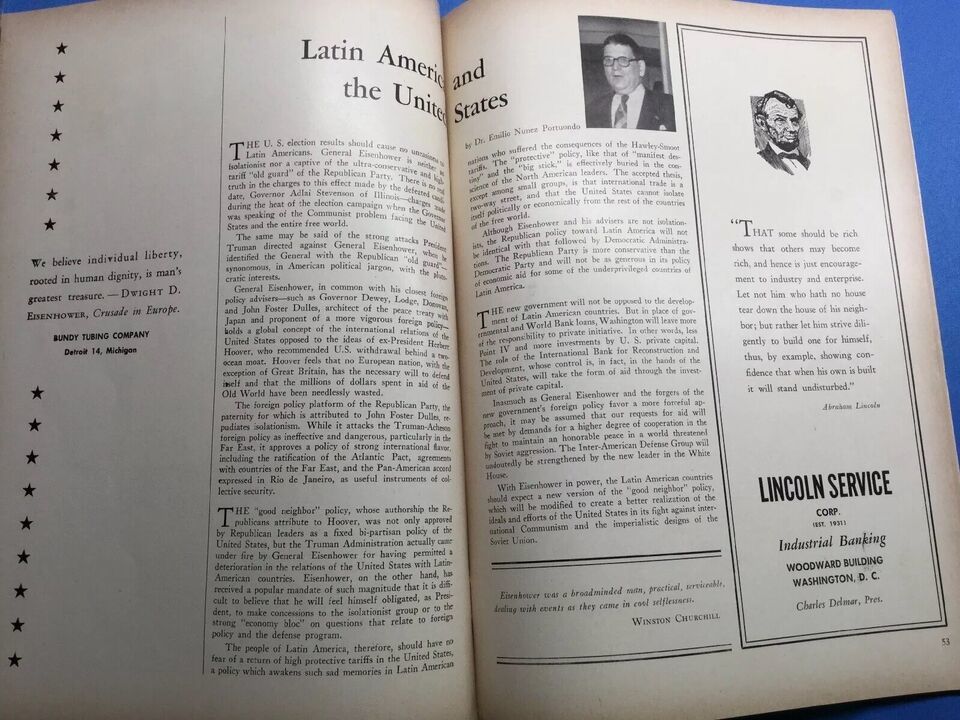 We believe individual liberty,
rooted in human dignity, is man's
greatest treasure. — DWIGHT D.
EISENHOWER, Crusade in Europe.
BUNDY TUBING COMPANY
Detroit 14, Michigan
Latin America and
the United States
by Dr. Emilio Nunez Portuondo
THE U. S. election results should cause no uneasiness to
Latin Americans. General Eisenhower is neither an
isolationist nor a captive of the ultra-conservative and high-
tariff "old guard" of the Republican Party. There is no
truth in the charges to this effect made by the defeated candi-
date, Governor Adlai Stevenson of Illinois—charges made
during the heat of the election campaign when the Governor
was speaking of the Communist problem facing the United
States and the entire free world.
The same may be said of the strong attacks President
Truman directed against General Eisenhower, when he
identified the General with the Republican "old guard"—
synonomous, in American political jargon, with the pluto-
cratic interests.
General Eisenhower, in common with his closest foreign
policy advisers—such as Governor Dewey, Lodge, Donovan,
and John Foster Dulles, architect of the peace treaty with
Japan and proponent of a more vigorous foreign policy—
holds a global concept of the international relations of the
United States opposed to the ideas of ex-President Herbert
Hoover, who recommended U.S. withdrawal behind a two-
ocean moat. Hoover feels that no European nation, with the
exception of Great Britain, has the necessary will to defend
itself and that the millions of dollars spent in aid of the
Old World have been needlessly wasted.
The foreign policy platform of the Republican Party, the
paternity for which is attributed to John Foster Dulles, re-
pudiates isolationism. While it attacks the Truman-Acheson
foreign policy as ineffective and dangerous, particularly in the
Far East, it approves a policy of strong international flavor,
including the ratification of the Atlantic Pact, agreements
with countries of the Far East, and the Pan-American accord
expressed in Rio de Janeiro, as useful instruments of col-
lective security.
THE "good neighbor" policy, whose authorship the Re-
publicans attribute to Hoover, was not only approved
by Republican leaders as a fixed bi-partisan policy of the
United States, but the Truman Administration actually came
under fire by General Eisenhower for having permitted a
deterioration in the relations of the United States with Latin-
American countries. Eisenhower, on the other hand, has
received a popular mandate of such magnitude that it is diffi-
cult to believe that he will feel himself obligated, as Presi-
dent, to make concessions to the isolationist group or to the
strong "economy bloc" on questions that relate to foreign
policy and the defense program.
The people of Latin America, therefore, should have no
fear of a return of high protective tariffs in the United States,
a policy which awakens such sad memories in Latin American
nations who suffered the consequences of the Hawley-Smoot
tariffs. The "protective" policy, like that of "manifest des-
tiny" and the "big stick," is effectively buried in the con-
science of the North American leaders. The accepted thesis,
except among small groups, is that international trade is a
two-way street, and that the United States cannot isolate
itself politically or economically from the rest of the countries
of the free world.
Although Eisenhower and his advisers are not isolation-
ists, the Republican policy toward Latin America will not
be identical with that followed by Democratic Administra-
tions. The Republican Party is more conservative than the
Democratic Party and will not be as generous in its policy
of economic aid for some of the underprivileged countries of
Latin America.
THE new government will not be opposed to the develop-
ment of Latin American countries. But in place of gov-
ernmental and World Bank loans, Washington will leave more
of the responsibility to private initiative. In other words, less
Point IV and more investments by U. S. private capital.
The role of the International Bank for Reconstruction and
Development, whose control is, in fact, in the hands of the
United States, will take the form of aid through the invest-
ment of private capital.
Inasmuch as General Eisenhower and the forgers of the
new government's foreign policy favor a more forceful ap-
proach, it may be assumed that our requests for aid will
be met by demands for a higher degree of cooperation in the
fight to maintain an honorable peace in a world threatened
by Soviet aggression. The Inter-American Defense Group will
undoutedly be strengthened by the new leader in the White
House.
With Eisenhower in power, the Latin American countries
should expect a new version of the "good neighbor" policy,
which will be modified to create a better realization of the
ideals and efforts of the United States in its fight against inter-
national Communism and the imperialistic designs of the
Soviet Union.
Eisenhower was a broadminded man, practical, serviceable,
dealing with events as they came in cool selflessness.
WINSTON CHURCHILL
"THAT some should be rich
shows that others may become
rich, and hence is just encourage-
ment to industry and enterprise.
Let not him who hath no house
tear down the house of his neigh-
bor; but rather let him strive dili-
gently to build one for himself,
thus, by example, showing con-
fidence that when his own is built
it will stand undisturbed."
Abraham Lincoln
LINCOLN SERVICE
CORP.
(EST. 1931)
Industrial Banking
WOODWARD BUILDING
WASHINGTON, D. C.
Charles Delmar, Pres.
53